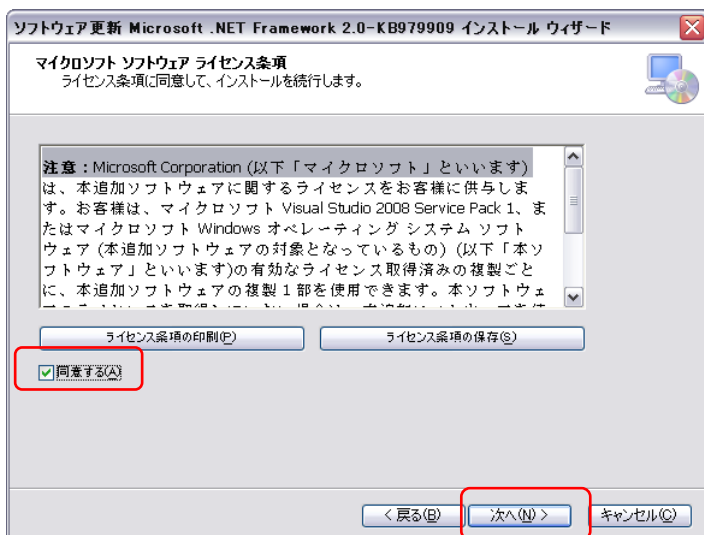 ソフトウェア更新 Microsoft .NET Framework 2.0-KB979909 インストール ウィザード
マイクロソフト ソフトウェア ライセンス条項
ライセンス条項に同意して、インストールを続行します。
注意：Microsoft Corporation (以下「マイクロソフト」といいます)
は、本追加ソフトウェアに関するライセンスをお客様に供与しま
す。お客様は、マイクロソフト Visual Studio 2008 Service Pack 1、ま
たはマイクロソフト Windows オペレーティング システム ソフト
ウェア (本追加ソフトウェアの対象となっているもの) (以下「本ソ
フトウェア」といいます)の有効なライセンス取得済みの複製ごと
に、本追加ソフトウェアの複製１部を使用できます。本ソフトウェ
ライセンス条項の印刷(P)
ライセンス条項の保存(S)
同意する(A)
< 戻る(B)
次へ(N) >
キャンセル(C)